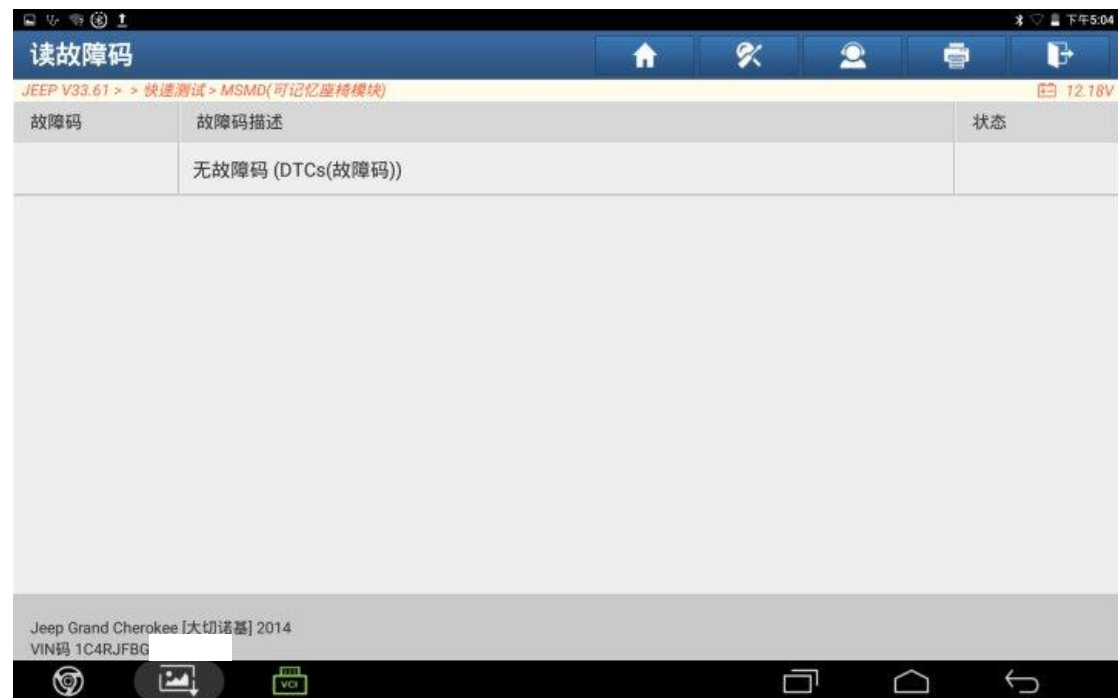 下午5:04
读故障码
JEEP V33.61 > > 快速测试 > MSMD(可记忆座椅模块)
12.18V
故障码 故障码描述 状态
无故障码 (DTCs(故障码))
Jeep Grand Cherokee [大切诺基] 2014
VIN码 1C4RJFBG
VCI